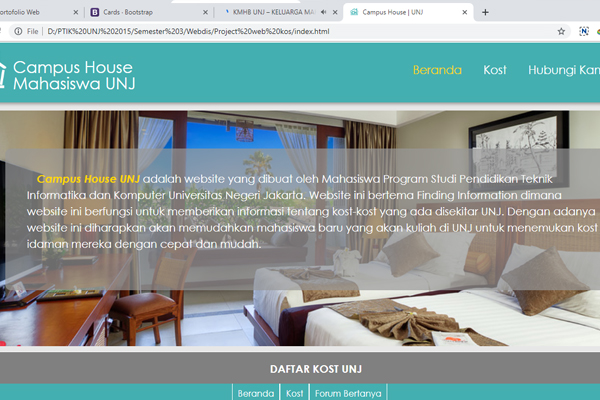 ortofolio Web
Cards · Bootstrap
KMHB UNJ – KELUARGA MA
Campus House | UNJ
File | D:/PTIK%20UNJ%202015/Semester%203/Webdis/Project%20web%20kos/index.html
Campus House
Mahasiswa UNJ
Beranda Kost Hubungi Kam
Campus House UNJ adalah website yang dibuat oleh Mahasiswa Program Studi Pendidikan Teknik
Informatika dan Komputer Universitas Negeri Jakarta. Website ini bertema Finding Information dimana
website ini berfungsi untuk memberikan informasi tentang kost-kost yang ada disekitar UNJ. Dengan adanya
website ini diharapkan akan memudahkan mahasiswa baru yang akan kuliah di UNJ untuk menemukan kost
idaman mereka dengan cepat dan mudah.
DAFTAR KOST UNJ
Beranda Kost Forum Bertanya